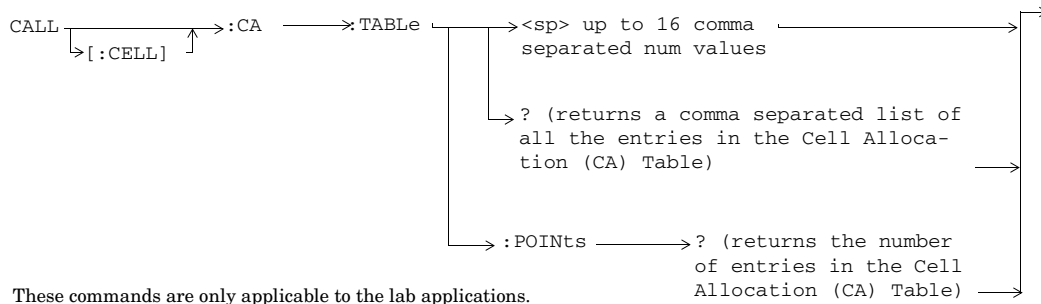 CALL :CA :TABLe <sp> up to 16 comma
[:CELL] separated num values
? (returns a comma separated list of
all the entries in the Cell Alloca-
tion (CA) Table)
:POINts ? (returns the number
of entries in the Cell
Allocation (CA) Table)
These commands are only applicable to the lab applications.